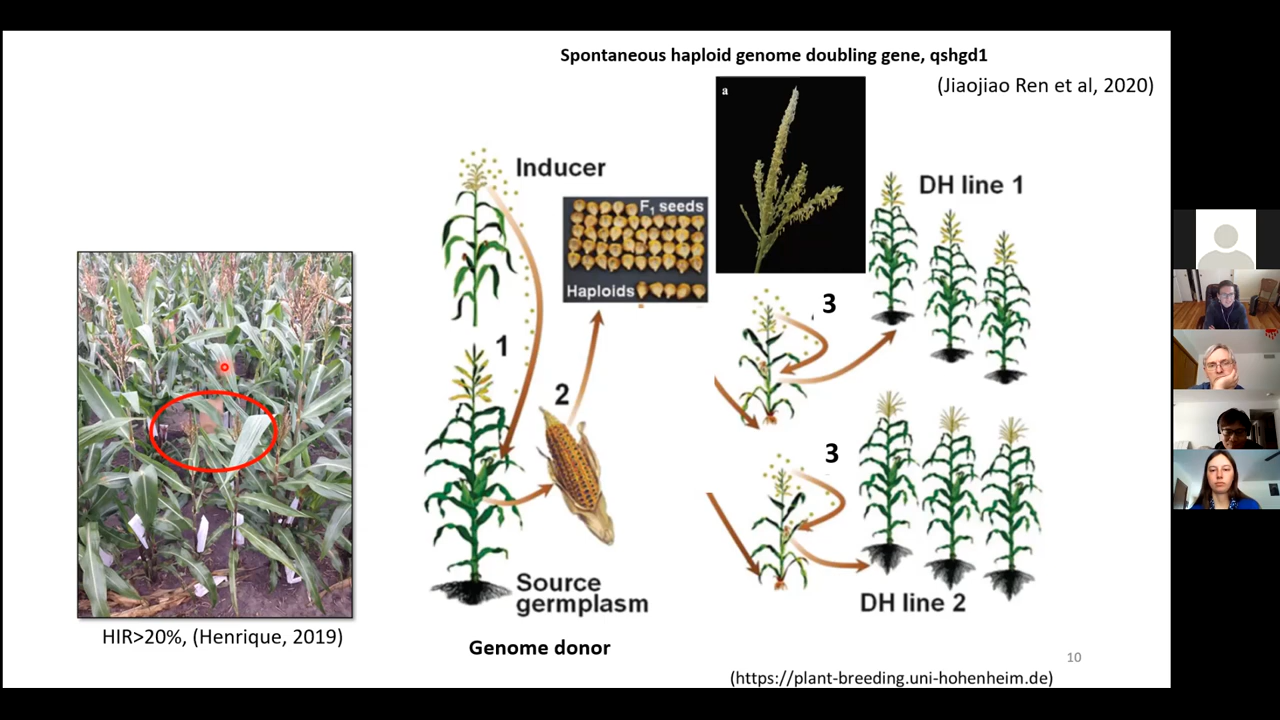 Spontaneous haploid genome doubling gene, qshgd1
(Jiaojiao Ren et al, 2020)
a
Inducer
F₁ seeds
Haploids
DH line 1
3
1
2
3
Source
germplasm
DH line 2
HIR>20%, (Henrique, 2019)
Genome donor
10
(https://plant-breeding.uni-hohenheim.de)